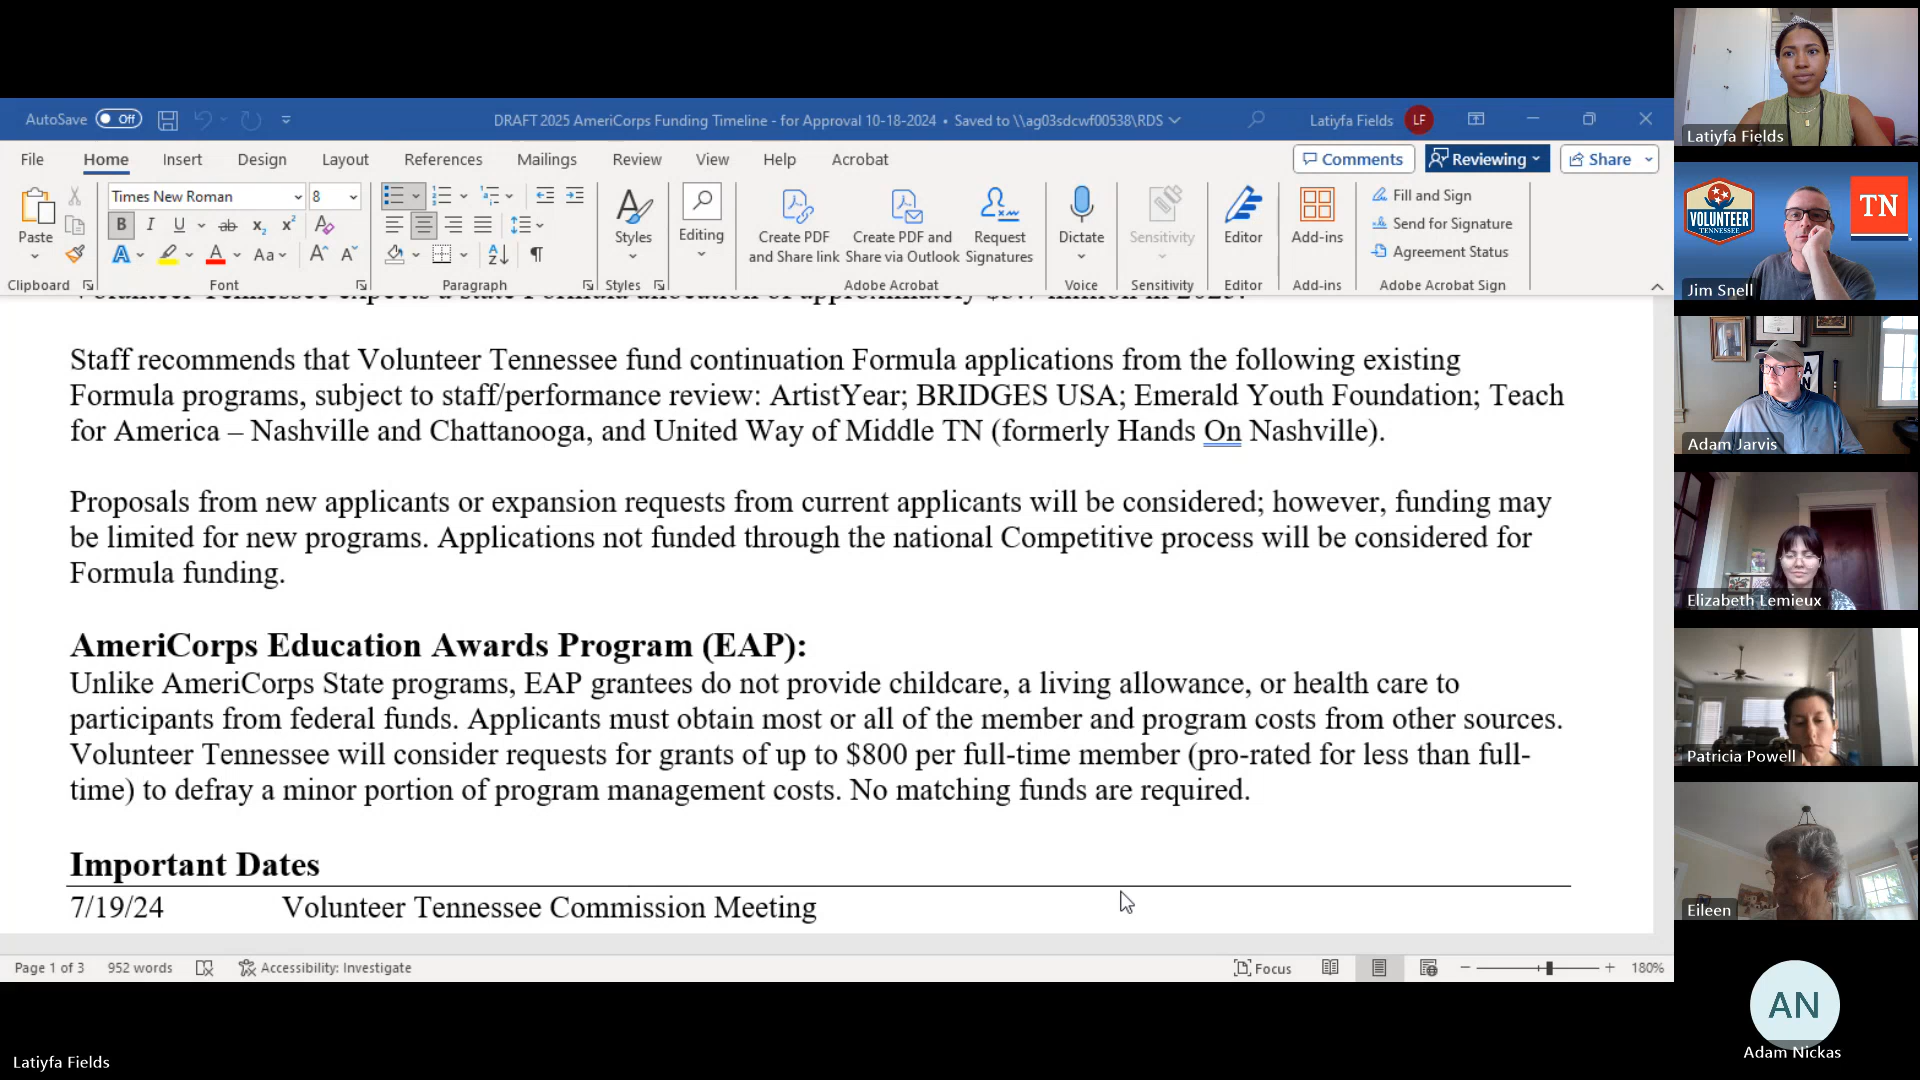 AutoSave Off
DRAFT 2025 AmeriCorps Funding Timeline - for Approval 10-18-2024 • Saved to \\ag03sdcwf00538\RDS
Latiyfa Fields LF
File Home Insert Design Layout References Mailings Review View Help Acrobat
Comments Reviewing Share
Times New Roman 8
Paste
Clipboard
Font
Paragraph
Styles
Styles
Editing
Create PDF and Share link
Create PDF and Share via Outlook
Request Signatures
Adobe Acrobat
Dictate
Voice
Sensitivity
Sensitivity
Editor
Editor
Add-ins
Add-ins
Fill and Sign
Send for Signature
Agreement Status
Adobe Acrobat Sign
Volunteer Tennessee expects a state Formula allocation of approximately $3.7 million in 2025.
Staff recommends that Volunteer Tennessee fund continuation Formula applications from the following existing
Formula programs, subject to staff/performance review: ArtistYear; BRIDGES USA; Emerald Youth Foundation; Teach
for America – Nashville and Chattanooga, and United Way of Middle TN (formerly Hands On Nashville).
Proposals from new applicants or expansion requests from current applicants will be considered; however, funding may
be limited for new programs. Applications not funded through the national Competitive process will be considered for
Formula funding.
AmeriCorps Education Awards Program (EAP):
Unlike AmeriCorps State programs, EAP grantees do not provide childcare, a living allowance, or health care to
participants from federal funds. Applicants must obtain most or all of the member and program costs from other sources.
Volunteer Tennessee will consider requests for grants of up to $800 per full-time member (pro-rated for less than full-
time) to defray a minor portion of program management costs. No matching funds are required.
Important Dates
7/19/24 Volunteer Tennessee Commission Meeting
Page 1 of 3 952 words Accessibility: Investigate
Focus 180%
Latiyfa Fields
Latiyfa Fields
VOLUNTEER
TENNESSEE
TN
Jim Snell
Adam Jarvis
Elizabeth Lemieux
Patricia Powell
Eileen
AN
Adam Nickas